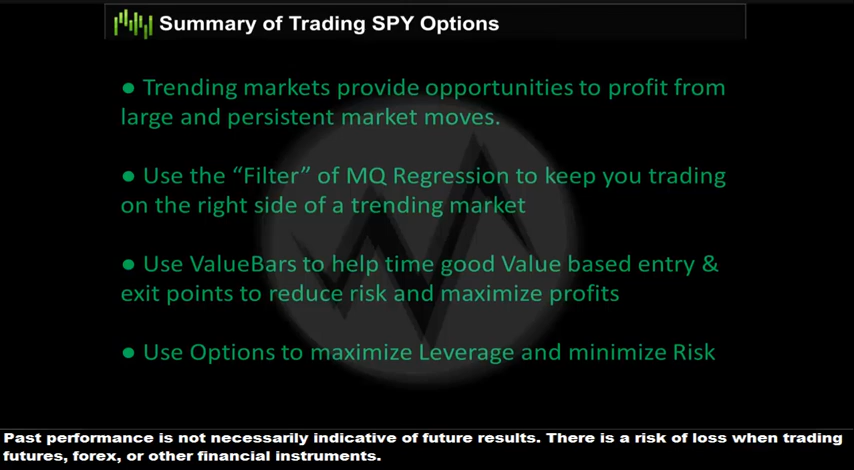 Summary of Trading SPY Options
● Trending markets provide opportunities to profit from
large and persistent market moves.
● Use the “Filter” of MQ Regression to keep you trading
on the right side of a trending market
● Use ValueBars to help time good Value based entry &
exit points to reduce risk and maximize profits
● Use Options to maximize Leverage and minimize Risk
Past performance is not necessarily indicative of future results. There is a risk of loss when trading
futures, forex, or other financial instruments.